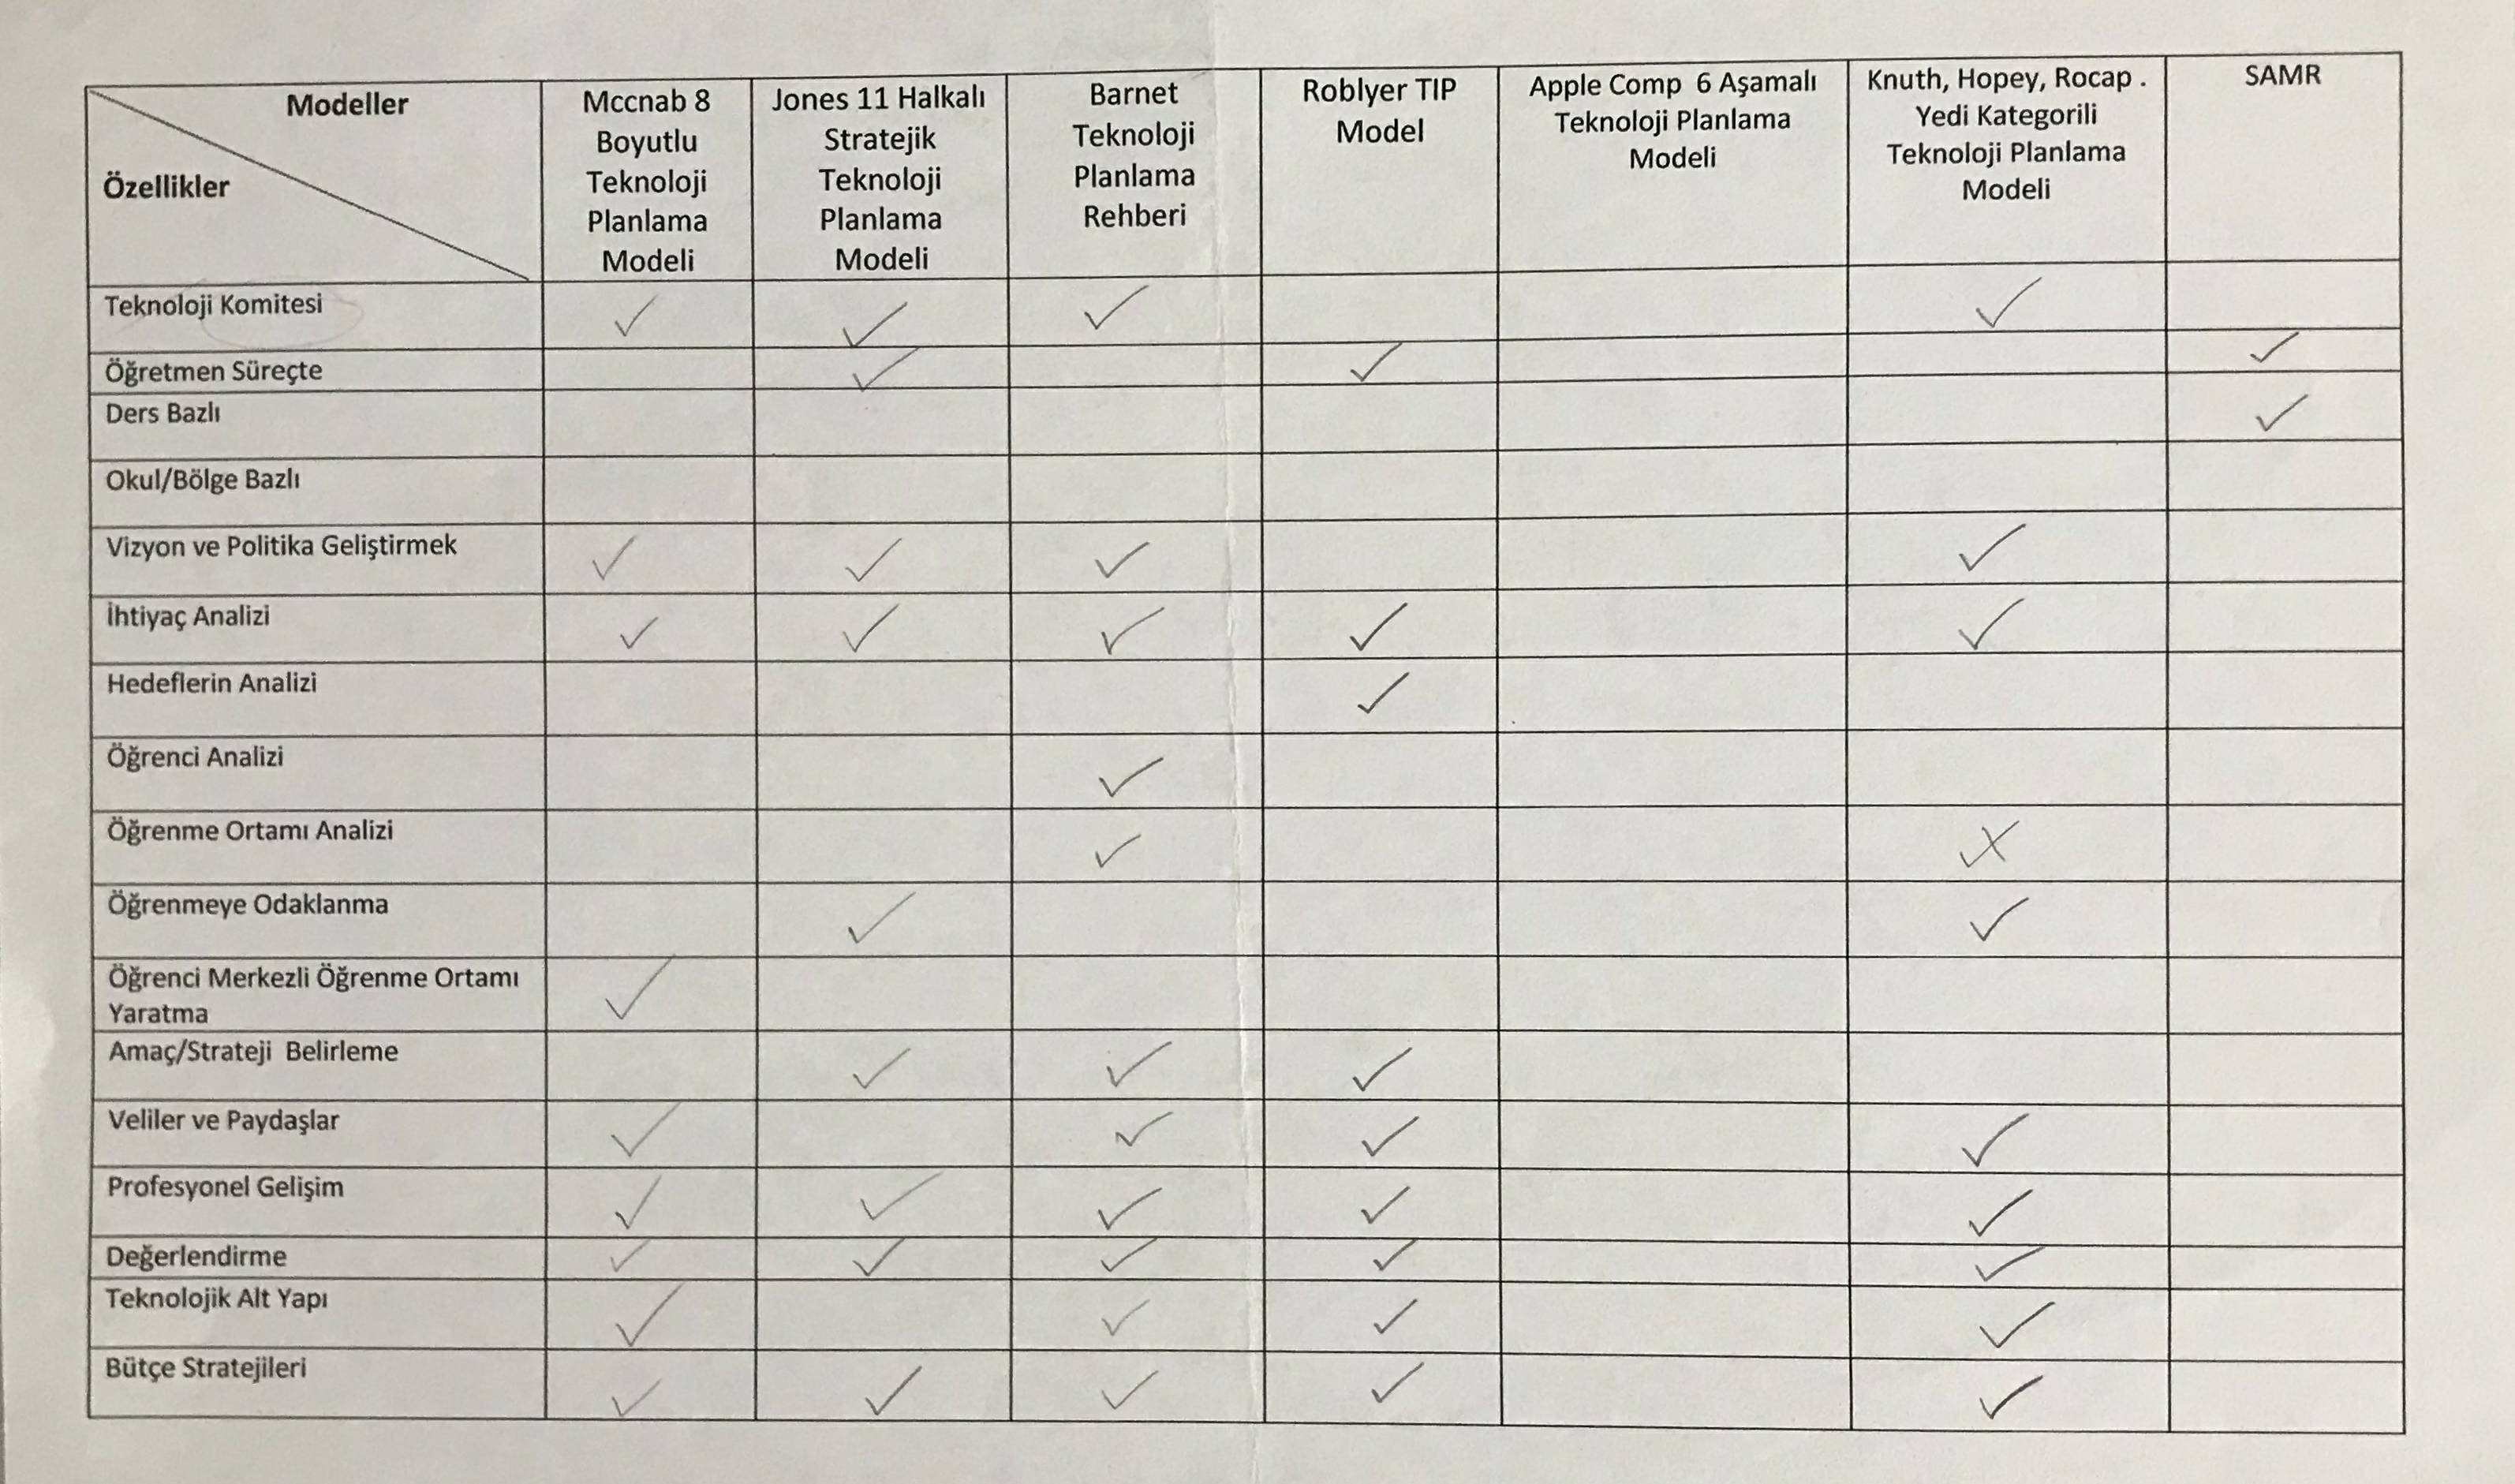 Modeller
Özellikler
Mccnab 8
Boyutlu
Teknoloji
Planlama
Modeli
Jones 11 Halkalı
Stratejik
Teknoloji
Planlama
Modeli
Barnet
Teknoloji
Planlama
Rehberi
Roblyer TIP
Model
Apple Comp 6 Aşamalı
Teknoloji Planlama
Modeli
Knuth, Hopey, Rocap .
Yedi Kategorili
Teknoloji Planlama
Modeli
SAMR
Teknoloji Komitesi ✓ ✓ ✓ ✓
Öğretmen Süreçte ✓ ✓ ✓
Ders Bazlı ✓
Okul/Bölge Bazlı
Vizyon ve Politika Geliştirmek ✓ ✓ ✓ ✓
İhtiyaç Analizi ✓ ✓ ✓ ✓ ✓
Hedeflerin Analizi ✓
Öğrenci Analizi ✓
Öğrenme Ortamı Analizi ✓ ✗
Öğrenmeye Odaklanma ✓ ✓
Öğrenci Merkezli Öğrenme Ortamı
Yaratma ✓
Amaç/Strateji Belirleme ✓ ✓ ✓
Veliler ve Paydaşlar ✓ ✓ ✓ ✓
Profesyonel Gelişim ✓ ✓ ✓ ✓ ✓
Değerlendirme ✓ ✓ ✓ ✓ ✓
Teknolojik Alt Yapı ✓ ✓ ✓ ✓
Bütçe Stratejileri ✓ ✓ ✓ ✓ ✓